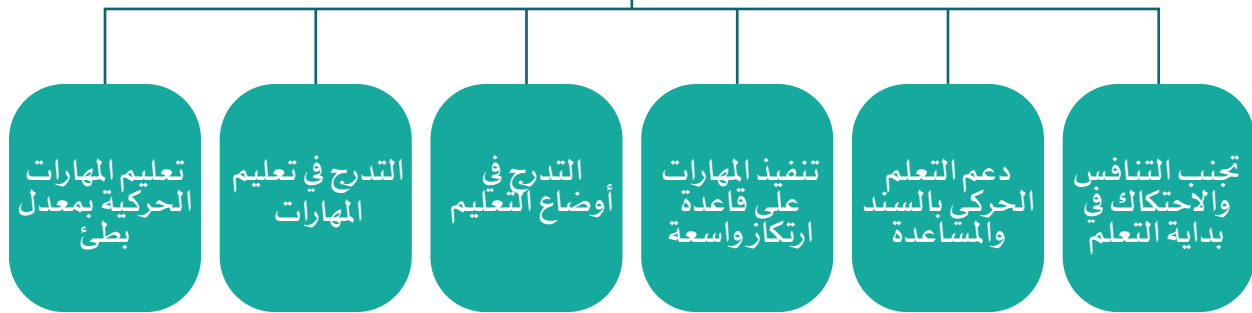 تجنب التنافس
والاحتكاك في
بداية التعلم
دعم التعلم
الحركي بالسند
والمساعدة
تنفيذ المهارات
على قاعدة
ارتكاز واسعة
التدرج في
أوضاع التعليم
التدرج في تعليم
المهارات
تعليم المهارات
الحركية بمعدل
بطئ